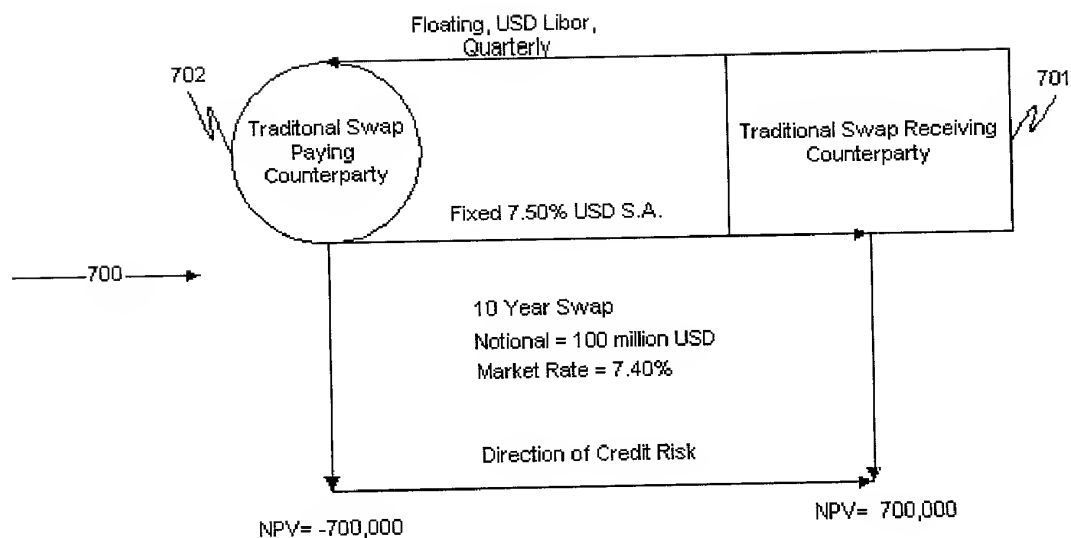 Floating, USD Libor,
Quarterly
702
701
Traditonal Swap
Paying
Counterparty
Traditional Swap Receiving
Counterparty
Fixed 7.50% USD S.A.
700
10 Year Swap
Notional = 100 million USD
Market Rate = 7.40%
Direction of Credit Risk
NPV= -700,000
NPV= 700,000